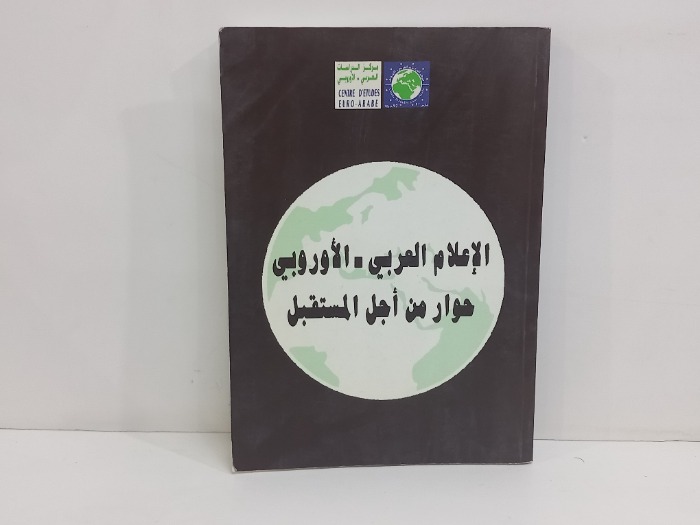 مركز الدراسات
العربي - الأوروبي
CENTRE D'ETUDES
EURO-ARABE
الإعلام العربي - الأوروبي
حوار من أجل المستقبل